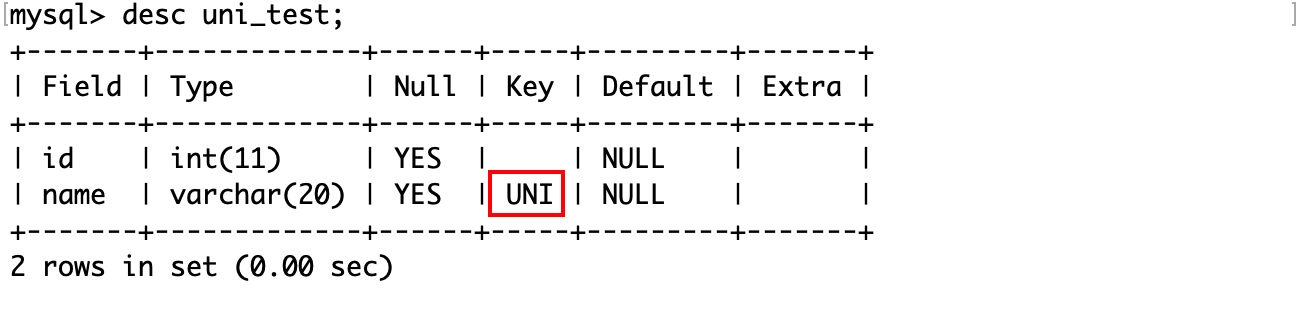 mysql> desc uni_test;
+-------+-------------+------+-----+---------+-------+
| Field | Type        | Null | Key | Default | Extra |
+-------+-------------+------+-----+---------+-------+
| id    | int(11)     | YES  |     | NULL    |       |
| name  | varchar(20) | YES  | UNI | NULL    |       |
+-------+-------------+------+-----+---------+-------+
2 rows in set (0.00 sec)